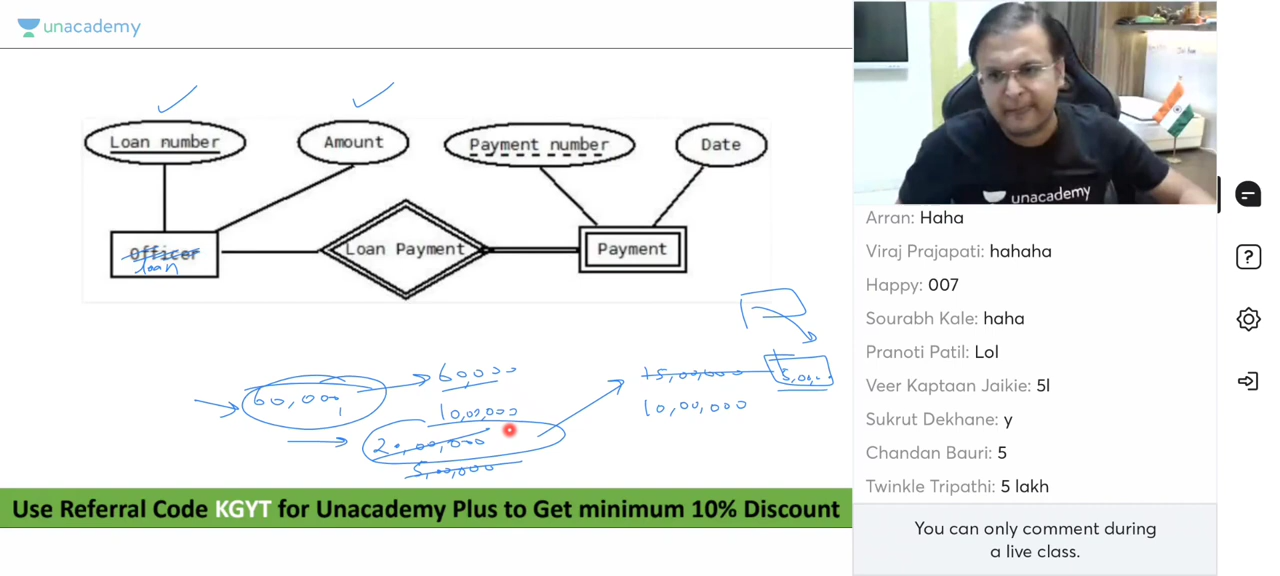 unacademy
Loan number
Amount
Payment number
Date
Officer
loan
Loan Payment
Payment
60,000
60,000
10,00,000
20,00,000
5,00,000
15,00,000
10,00,000
unacademy
Arran: Haha
Viraj Prajapati: hahaha
Happy: 007
Sourabh Kale: haha
Pranoti Patil: Lol
Veer Kaptaan Jaikie: 5l
Sukrut Dekhane: y
Chandan Bauri: 5
Twinkle Tripathi: 5 lakh
You can only comment during
a live class.
Use Referral Code KGYT for Unacademy Plus to Get minimum 10% Discount